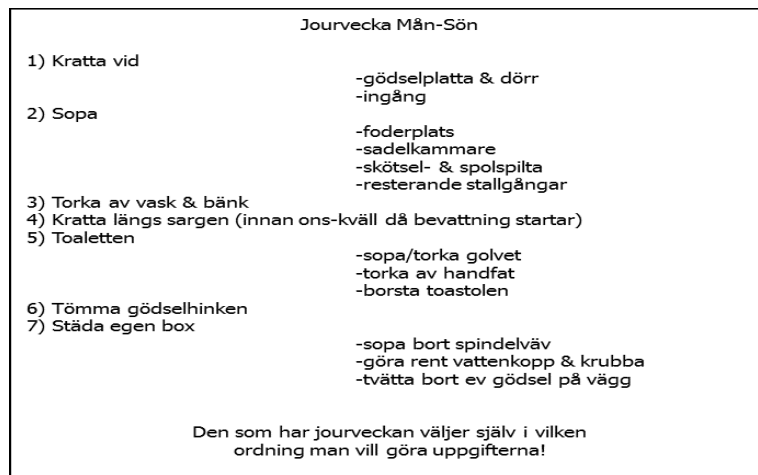 Jourvecka Mån-Sön
1) Kratta vid
-gödselplatta & dörr
-ingång
2) Sopa
-foderplats
-sadelkammare
-skötsel- & spolspilta
-resterande stallgångar
3) Torka av vask & bänk
4) Kratta längs sargen (innan ons-kväll då bevattning startar)
5) Toaletten
-sopa/torka golvet
-torka av handfat
-borsta toastolen
6) Tömma gödselhinken
7) Städa egen box
-sopa bort spindelväv
-göra rent vattenkopp & krubba
-tvätta bort ev gödsel på vägg
Den som har jourveckan väljer själv i vilken
ordning man vill göra uppgifterna!